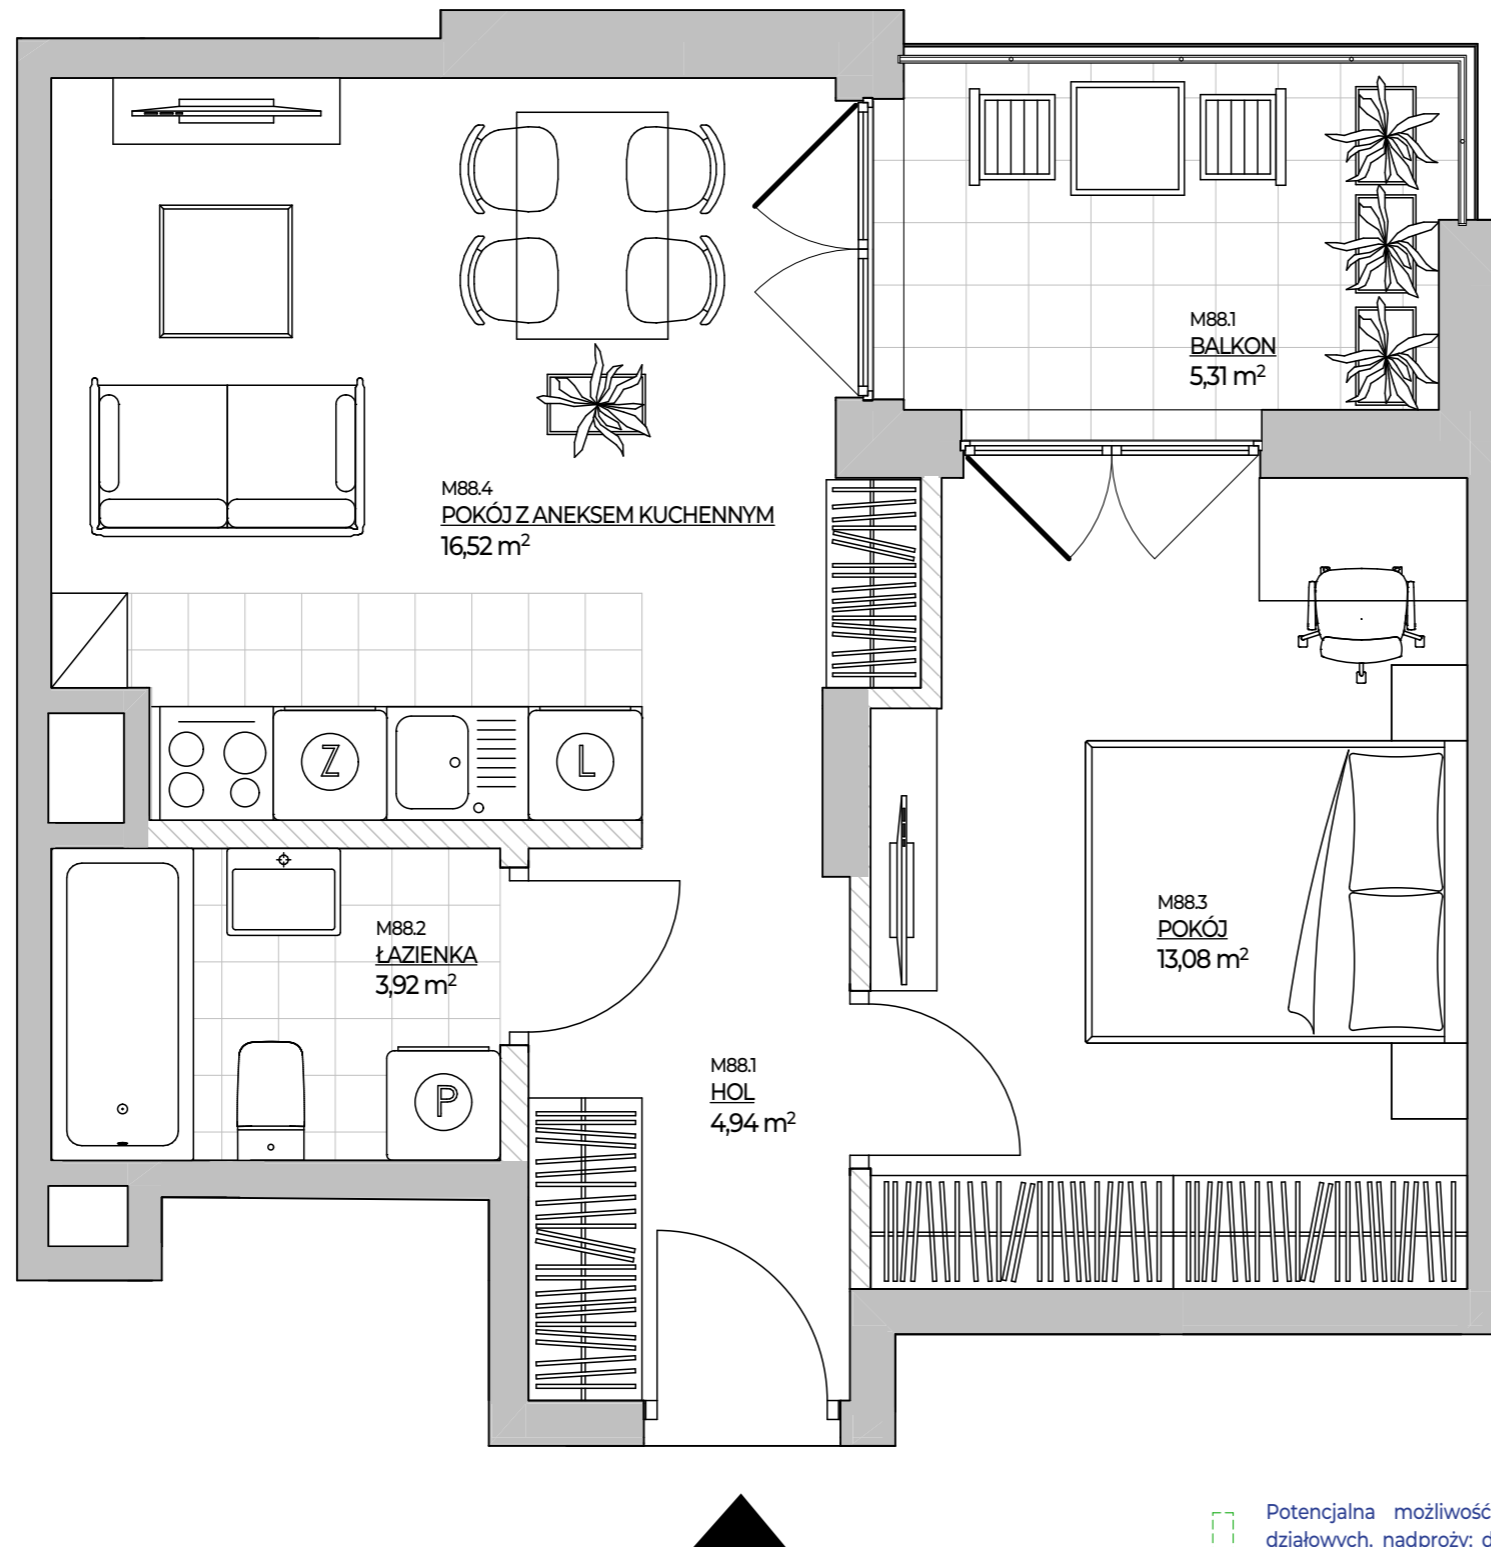 M88.1
BALKON
5,31 m²
M88.4
POKÓJ Z ANEKSEM KUCHENNYM
16,52 m²
Z
L
M88.2
ŁAZIENKA
3,92 m²
M88.3
POKÓJ
13,08 m²
P
M88.1
HOL
4,94 m²
Potencjalna możliwość
działowych, nadproży; d